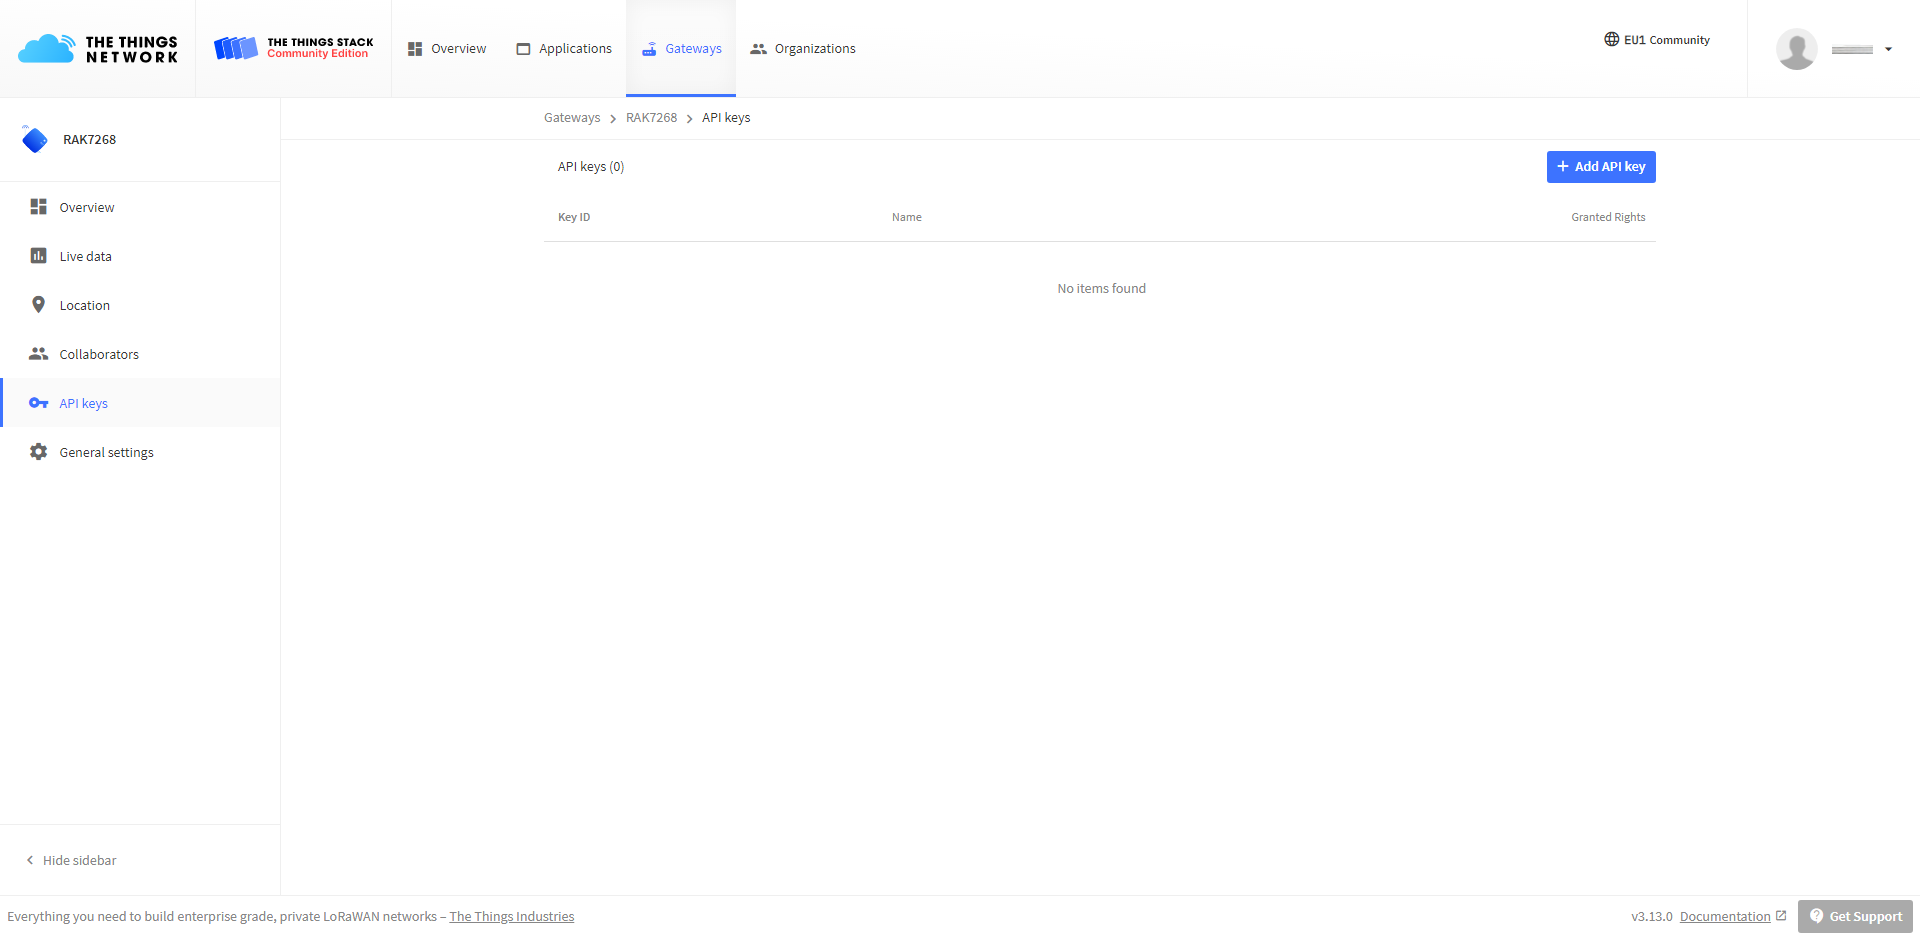 THE THINGS
NETWORK
THE THINGS STACK
Community Edition
Overview
Applications
Gateways
Organizations
EU1 Community
RAK7268
Gateways > RAK7268 > API keys
API keys (0)
+ Add API key
Key ID Name Granted Rights
No items found
Overview
Live data
Location
Collaborators
API keys
General settings
< Hide sidebar
Everything you need to build enterprise grade, private LoRaWAN networks – The Things Industries
v3.13.0 Documentation
Get Support